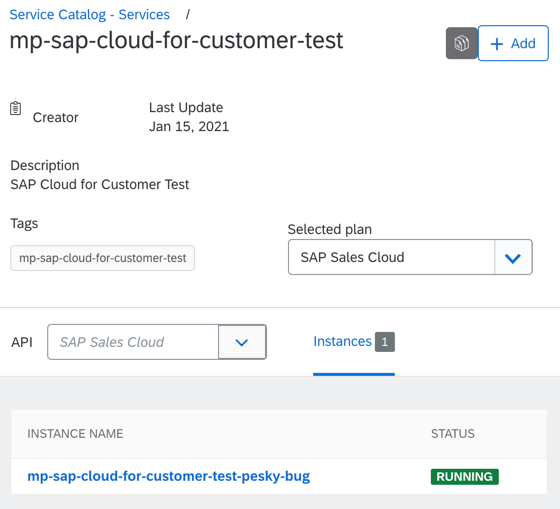 Service Catalog - Services /
mp-sap-cloud-for-customer-test
+ Add
Creator
Last Update
Jan 15, 2021
Description
SAP Cloud for Customer Test
Tags
mp-sap-cloud-for-customer-test
Selected plan
SAP Sales Cloud
API SAP Sales Cloud
Instances 1
INSTANCE NAME STATUS
mp-sap-cloud-for-customer-test-pesky-bug RUNNING